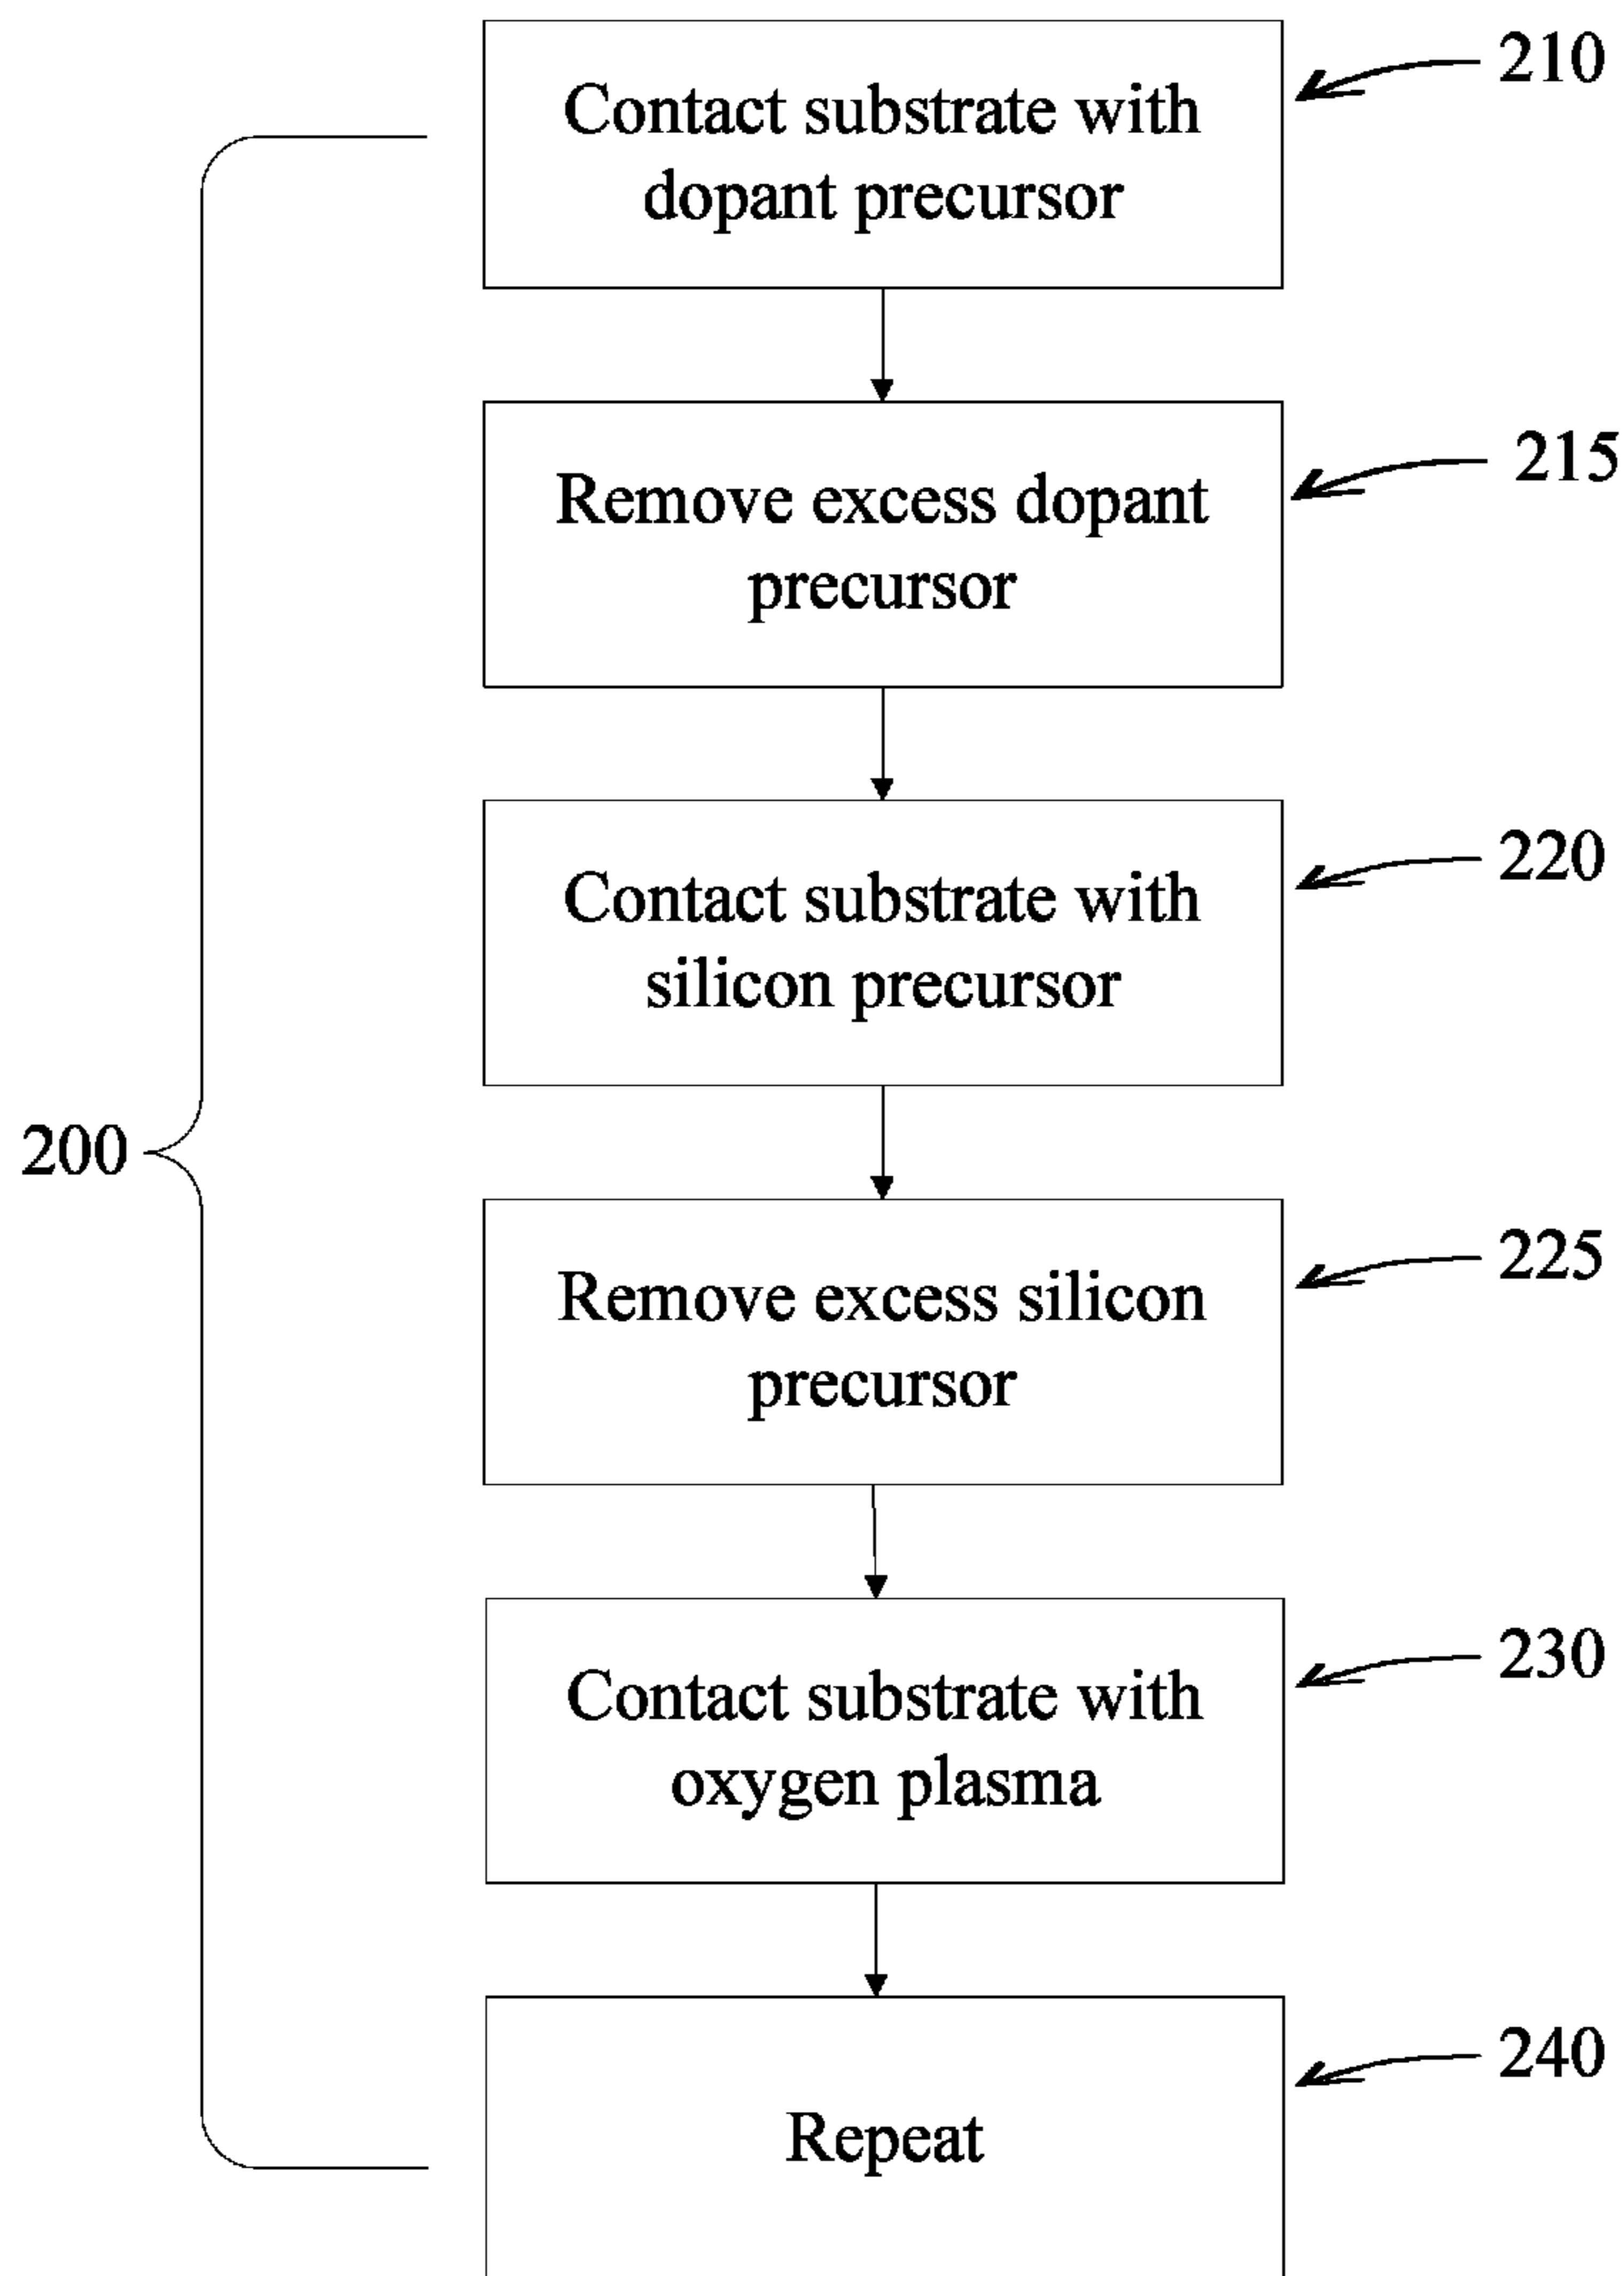 210
Contact substrate with
dopant precursor
215
Remove excess dopant
precursor
220
Contact substrate with
silicon precursor
200
225
Remove excess silicon
precursor
230
Contact substrate with
oxygen plasma
240
Repeat